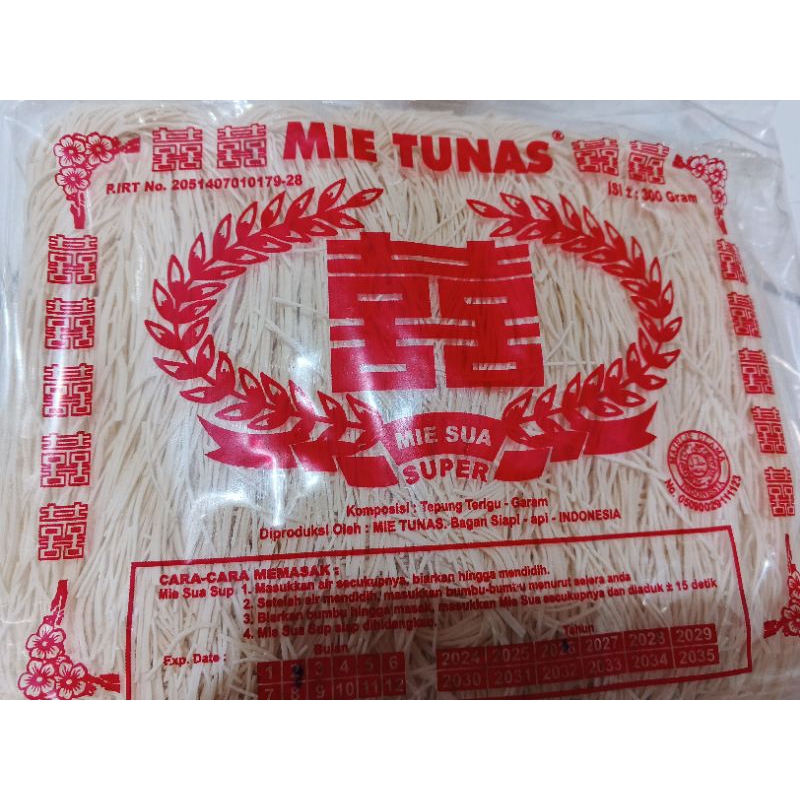 囍 囍 MIE TUNAS® 囍 囍
P.IRT No. 2051407010179-28
ISI ± : 300 Gram
囍
MIE SUA
SUPER
Komposisi : Tepung Terigu - Garam
Diproduksi Oleh : MIE TUNAS. Bagan Siapi - api - INDONESIA
INDONESIA
CARA-CARA MEMASAK :
Mie Sua Sup 1. Masukkan air secukupnya, biarkan hingga mendidih.
2. Setelah air mendidih, masukkan bumbu-bumbu menurut selera anda
3. Biarkan bumbu hingga masak, masukkan Mie Sua secukupnya dan diaduk ± 15 detik
4. Mie Sua Sup siap dihidangkan.
Bulan Tahun
Exp. Date :
1 2 3 4 5 6 2024 2025 2026 2027 2028 2029
7 8 9 10 11 12 2030 2031 2032 2033 2034 2035